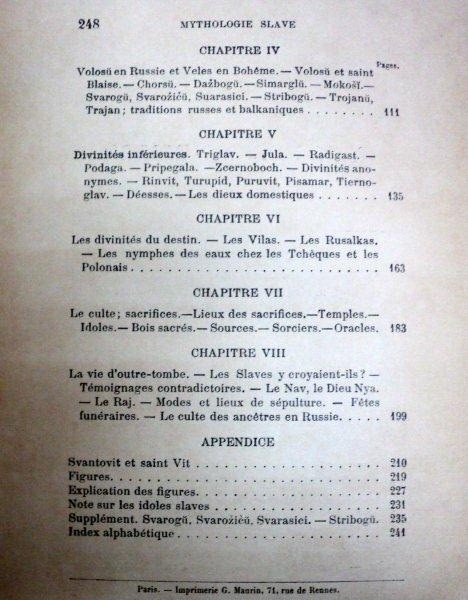 248 MYTHOLOGIE SLAVE
CHAPITRE IV
Pages.
Volosŭ en Russie et Veles en Bohême. — Volosŭ et saint
Blaise. — Chorsŭ. — Dažbogŭ. — Simarglŭ. — Mokošĭ. —
Svarogŭ, Svarožičŭ, Suarasici. — Stribogŭ. — Trojanŭ,
Trajan; traditions russes et balkaniques . . . . . . . . 111
CHAPITRE V
Divinités inférieures. Triglav. — Jula. — Radigast. —
Podaga. — Pripegala. — Zcernoboch. — Divinités ano-
nymes. — Rinvit, Turupid, Puruvit, Pisamar, Tierno-
glav. — Déesses. — Les dieux domestiques . . . . . . . 135
CHAPITRE VI
Les divinités du destin. — Les Vilas. — Les Rusalkas.
— Les nymphes des eaux chez les Tchèques et les
Polonais . . . . . . . . . . . . . . . . . . . . . . . . 163
CHAPITRE VII
Le culte; sacrifices. — Lieux des sacrifices. — Temples. —
Idoles. — Bois sacrés. — Sources. — Sorciers. — Oracles. 183
CHAPITRE VIII
La vie d'outre-tombe. — Les Slaves y croyaient-ils? —
Témoignages contradictoires. — Le Nav, le Dieu Nya.
— Le Raj. — Modes et lieux de sépulture. — Fêtes
funéraires. — Le culte des ancêtres en Russie. . . . . . 199
APPENDICE
Svantovit et saint Vit . . . . . . . . . . . . . . . . . 210
Figures. . . . . . . . . . . . . . . . . . . . . . . . . 219
Explication des figures. . . . . . . . . . . . . . . . . 227
Note sur les idoles slaves . . . . . . . . . . . . . . . 231
Supplément. Svarogŭ, Svarožičŭ, Svarasici. — Stribogŭ. 235
Index alphabétique . . . . . . . . . . . . . . . . . . . 241
Paris. — Imprimerie G. Maurin, 71, rue de Rennes.